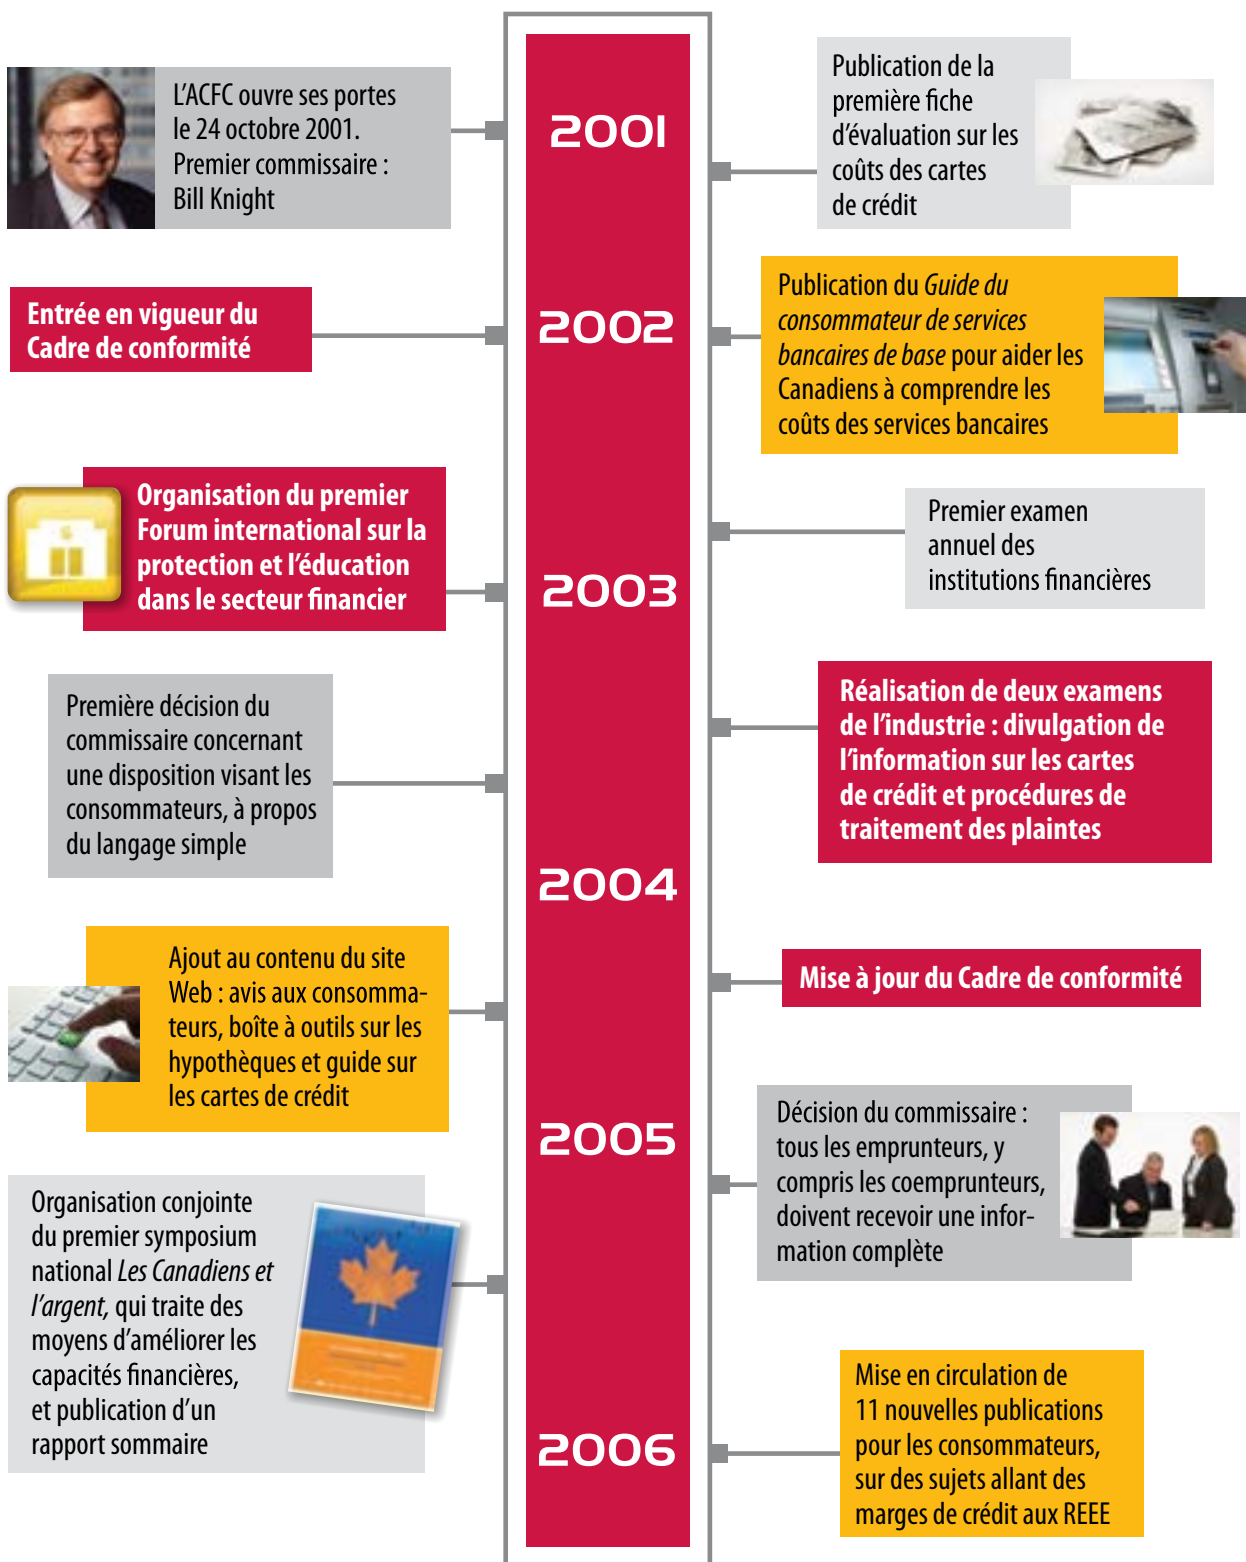 L'ACFC ouvre ses portes
le 24 octobre 2001.
Premier commissaire :
Bill Knight
2001
Publication de la
première fiche
d'évaluation sur les
coûts des cartes
de crédit
Entrée en vigueur du
Cadre de conformité
2002
Publication du Guide du
consommateur de services
bancaires de base pour aider les
Canadiens à comprendre les
coûts des services bancaires
Organisation du premier
Forum international sur la
protection et l'éducation
dans le secteur financier
2003
Premier examen
annuel des
institutions financières
Première décision du
commissaire concernant
une disposition visant les
consommateurs, à propos
du langage simple
Réalisation de deux examens
de l'industrie : divulgation de
l'information sur les cartes
de crédit et procédures de
traitement des plaintes
2004
Ajout au contenu du site
Web : avis aux consomma-
teurs, boîte à outils sur les
hypothèques et guide sur
les cartes de crédit
Mise à jour du Cadre de conformité
2005
Décision du commissaire :
tous les emprunteurs, y
compris les coemprunteurs,
doivent recevoir une infor-
mation complète
Organisation conjointe
du premier symposium
national Les Canadiens et
l'argent, qui traite des
moyens d'améliorer les
capacités financières,
et publication d'un
rapport sommaire
2006
Mise en circulation de
11 nouvelles publications
pour les consommateurs,
sur des sujets allant des
marges de crédit aux REEE